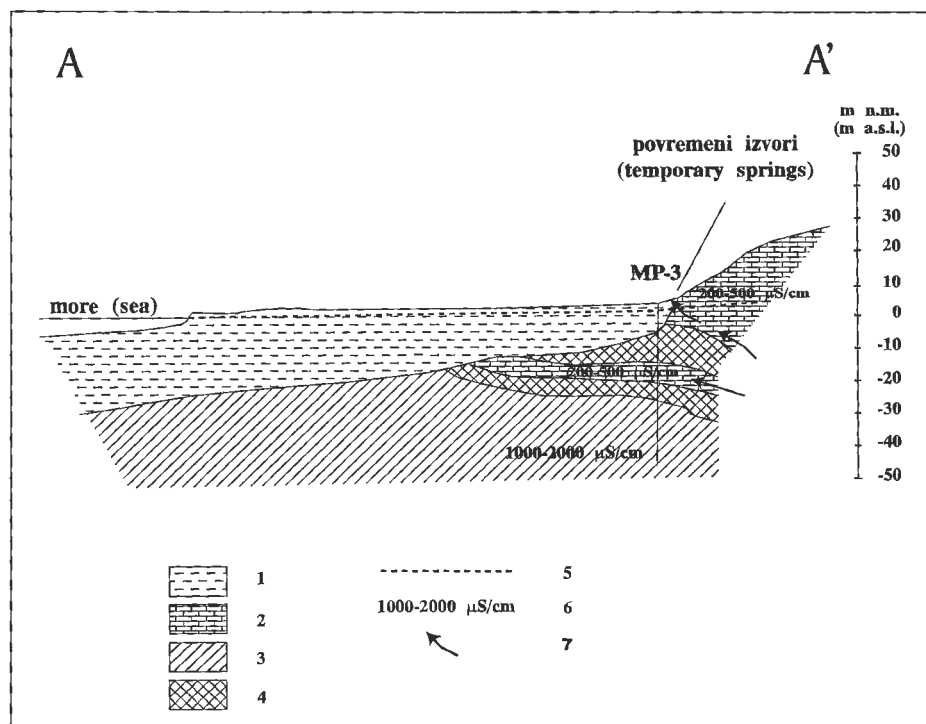 A
A'
m n.m.
(m a.s.l.)
50
40
30
20
10
0
-10
-20
-30
-40
-50
povremeni izvori
(temporary springs)
MP-3
more (sea)
200-500 μS/cm
200-500 μS/cm
1000-2000 μS/cm
1
2
3
4
5
1000-2000 μS/cm 6
7